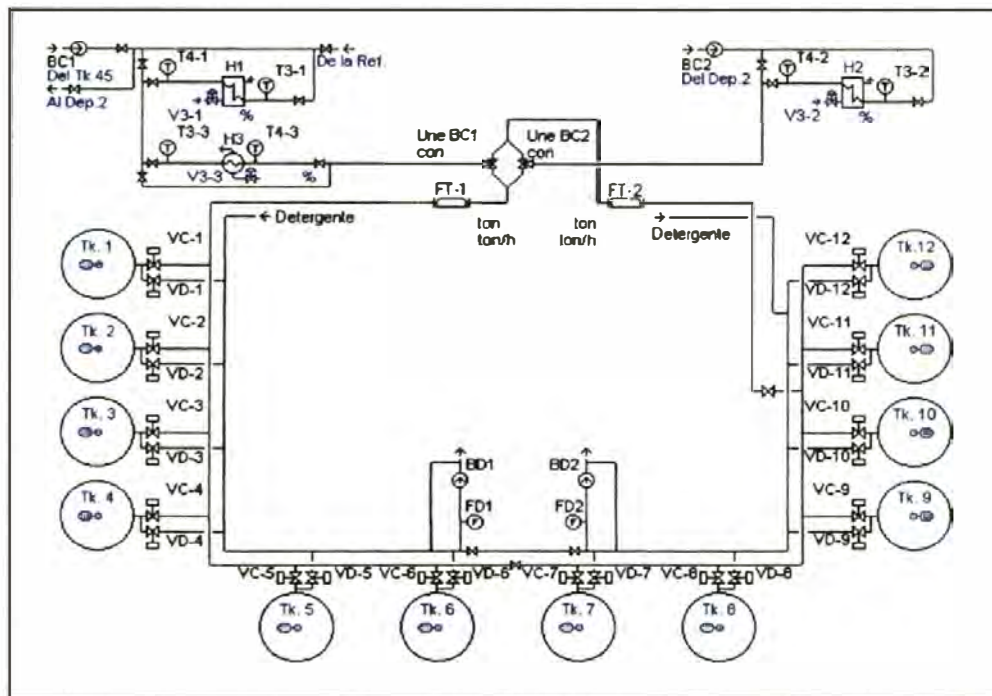 BC1
Del Tk 45
Al Dep.2
T4-1
H1
T3-1
De la Ref.
V3-1
%
T3-3
H3
T4-3
V3-3
%
BC2
Del Dep.2
T4-2
H2
T3-2
V3-2
%
Une BC1
con
Une BC2
con
FT-1
FT-2
Detergente
ton
ton/h
ton
ton/h
Detergente
Tk. 1
VC-1
VD-1
Tk. 2
VC-2
VD-2
Tk. 3
VC-3
VD-3
Tk. 4
VC-4
VD-4
VC-12
Tk.12
VD-12
VC-11
Tk. 11
VD-11
VC-10
Tk. 10
VD-10
VC-9
Tk. 9
VD-9
BD1
BD2
FD1
FD2
F
F
VC-5
VD-5
VC-6
VD-6
VC-7
VD-7
VC-8
VD-8
Tk. 5
Tk. 6
Tk. 7
Tk. 8
T
T
T
T
T
T